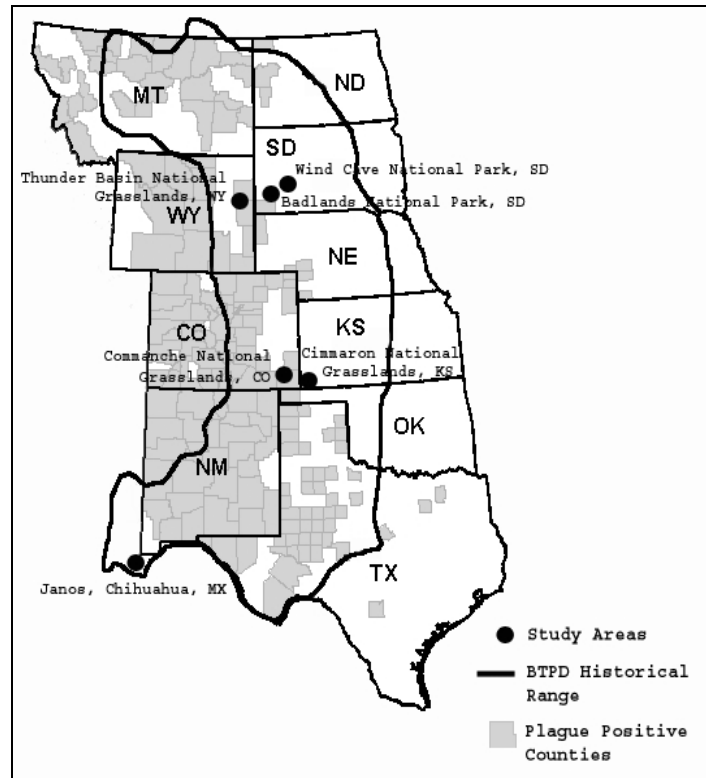 ND
MT
SD
Wind Cave National Park, SD
Thunder Basin National
Grasslands, WY
Badlands National Park, SD
WY
NE
KS
CO
Commanche National
Grasslands, CO
Cimmaron National
Grasslands, KS
OK
NM
TX
Janos, Chihuahua, MX
Study Areas
BTPD Historical
Range
Plague Positive
Counties